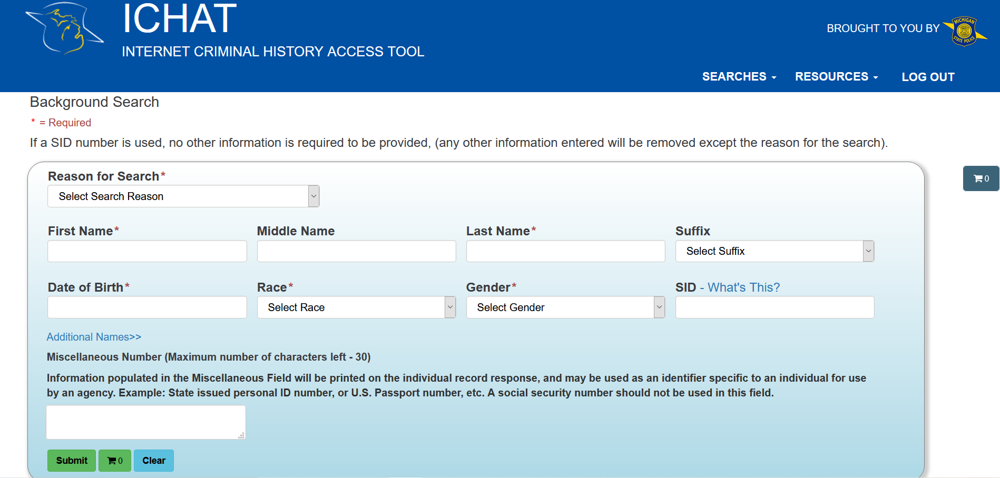 ICHAT
INTERNET CRIMINAL HISTORY ACCESS TOOL
BROUGHT TO YOU BY
MICHIGAN
STATE POLICE
SEARCHES
RESOURCES
LOG OUT
Background Search
* = Required
If a SID number is used, no other information is required to be provided, (any other information entered will be removed except the reason for the search).
0
Reason for Search*
Select Search Reason
First Name*
Middle Name
Last Name*
Suffix
Select Suffix
Date of Birth*
Race*
Gender*
SID - What's This?
Select Race
Select Gender
Additional Names>>
Miscellaneous Number (Maximum number of characters left - 30)
Information populated in the Miscellaneous Field will be printed on the individual record response, and may be used as an identifier specific to an individual for use
by an agency. Example: State issued personal ID number, or U.S. Passport number, etc. A social security number should not be used in this field.
Submit
0
Clear